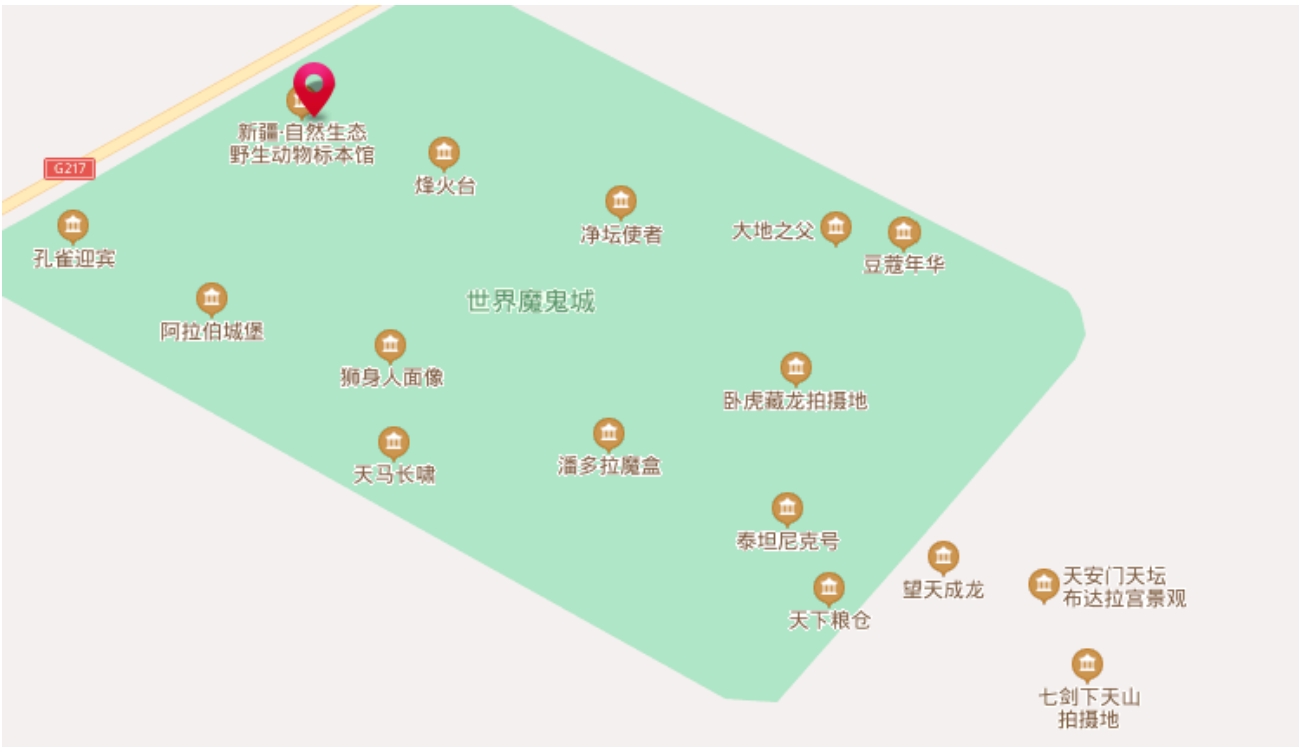 新疆·自然生态
野生动物标本馆
G217
烽火台
净坛使者
大地之父
豆蔻年华
孔雀迎宾
世界魔鬼城
阿拉伯城堡
狮身人面像
卧虎藏龙拍摄地
天马长啸
潘多拉魔盒
泰坦尼克号
望天成龙
天安门天坛
布达拉宫景观
天下粮仓
七剑下天山
拍摄地